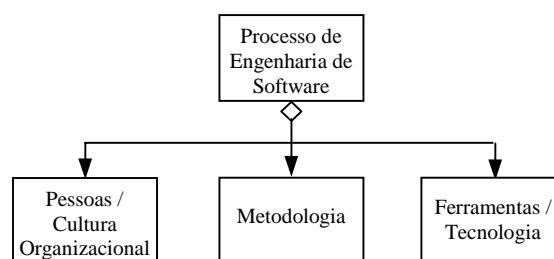 Processo de
Engenharia de
Software
Pessoas /
Cultura
Organizacional
Metodologia
Ferramentas /
Tecnologia